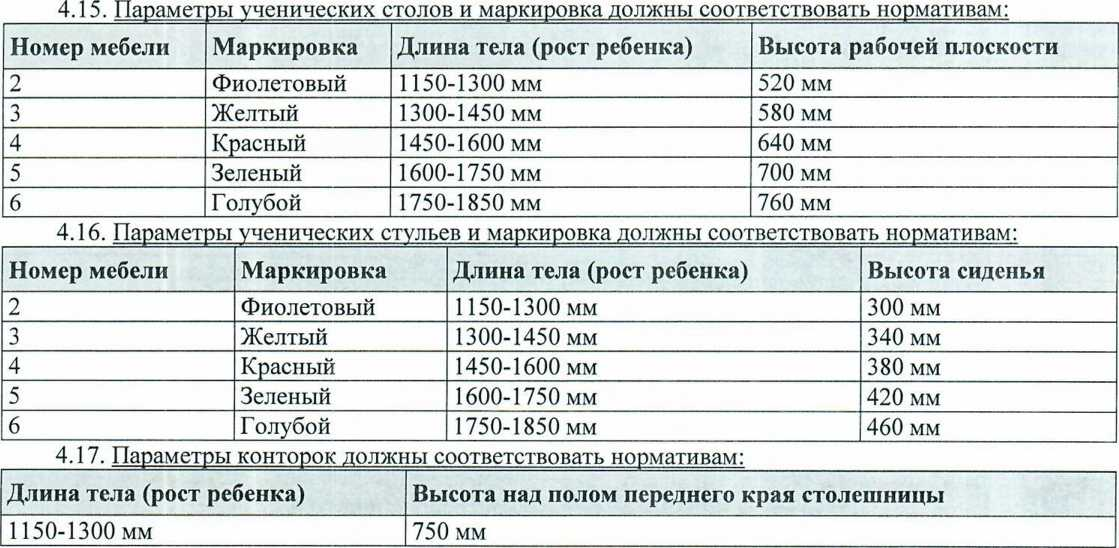 4.15. Параметры ученических столов и маркировка должны соответствовать нормативам:
Номер мебели Маркировка Длина тела (рост ребенка) Высота рабочей плоскости
2 Фиолетовый 1150-1300 мм 520 мм
3 Желтый 1300-1450 мм 580 мм
4 Красный 1450-1600 мм 640 мм
5 Зеленый 1600-1750 мм 700 мм
6 Голубой 1750-1850 мм 760 мм
4.16. Параметры ученических стульев и маркировка должны соответствовать нормативам:
Номер мебели Маркировка Длина тела (рост ребенка) Высота сиденья
2 Фиолетовый 1150-1300 мм 300 мм
3 Желтый 1300-1450 мм 340 мм
4 Красный 1450-1600 мм 380 мм
5 Зеленый 1600-1750 мм 420 мм
6 Голубой 1750-1850 мм 460 мм
4.17. Параметры конторок должны соответствовать нормативам:
Длина тела (рост ребенка) Высота над полом переднего края столешницы
1150-1300 мм 750 мм